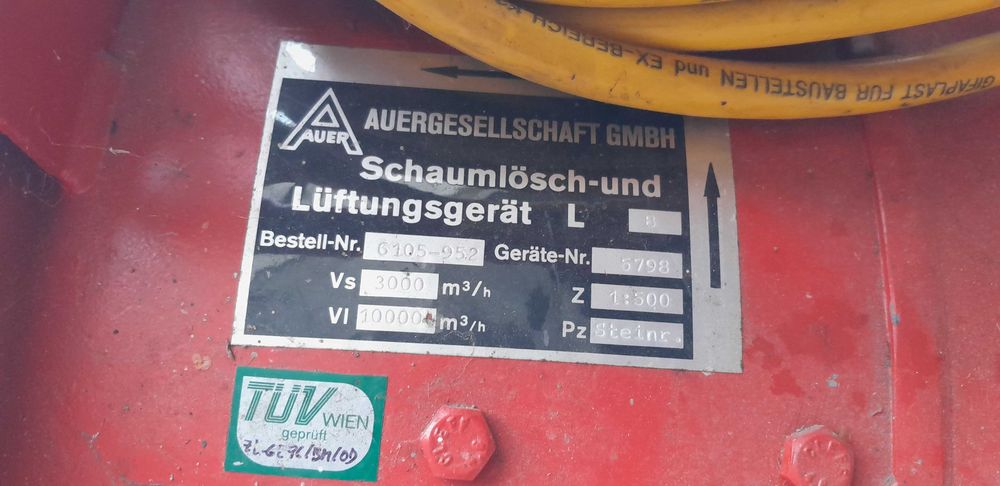 GIFAPLAST FÜR BAUSTELLEN und EX-BEREICH
AUER
AUERGESELLSCHAFT GMBH
Schaumlösch-und
Lüftungsgerät L 8
Bestell-Nr. 6105-952 Geräte-Nr. 5798
Vs 3000 m³/h Z 1:500
Vl 10000 m³/h Pz Steinr.
TÜV WIEN
geprüft